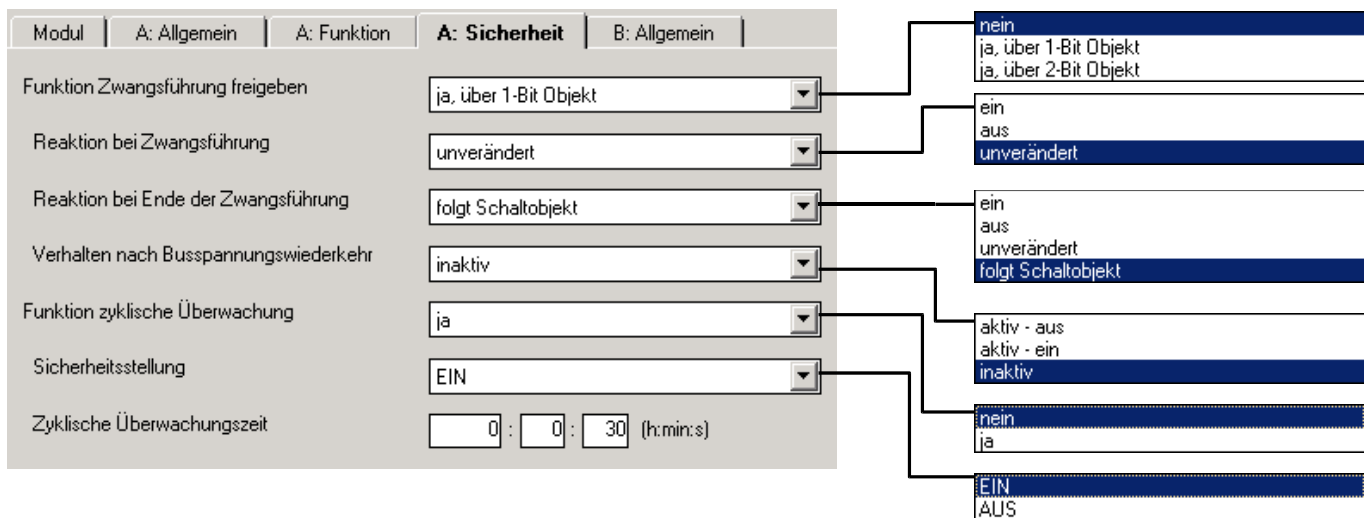 Modul A: Allgemein A: Funktion A: Sicherheit B: Allgemein
Funktion Zwangsführung freigeben ja, über 1-Bit Objekt
Reaktion bei Zwangsführung unverändert
Reaktion bei Ende der Zwangsführung folgt Schaltobjekt
Verhalten nach Busspannungswiederkehr inaktiv
Funktion zyklische Überwachung ja
Sicherheitsstellung EIN
Zyklische Überwachungszeit 0 : 0 : 30 (h:min:s)
nein
ja, über 1-Bit Objekt
ja, über 2-Bit Objekt
ein
aus
unverändert
ein
aus
unverändert
folgt Schaltobjekt
aktiv - aus
aktiv - ein
inaktiv
nein
ja
EIN
AUS